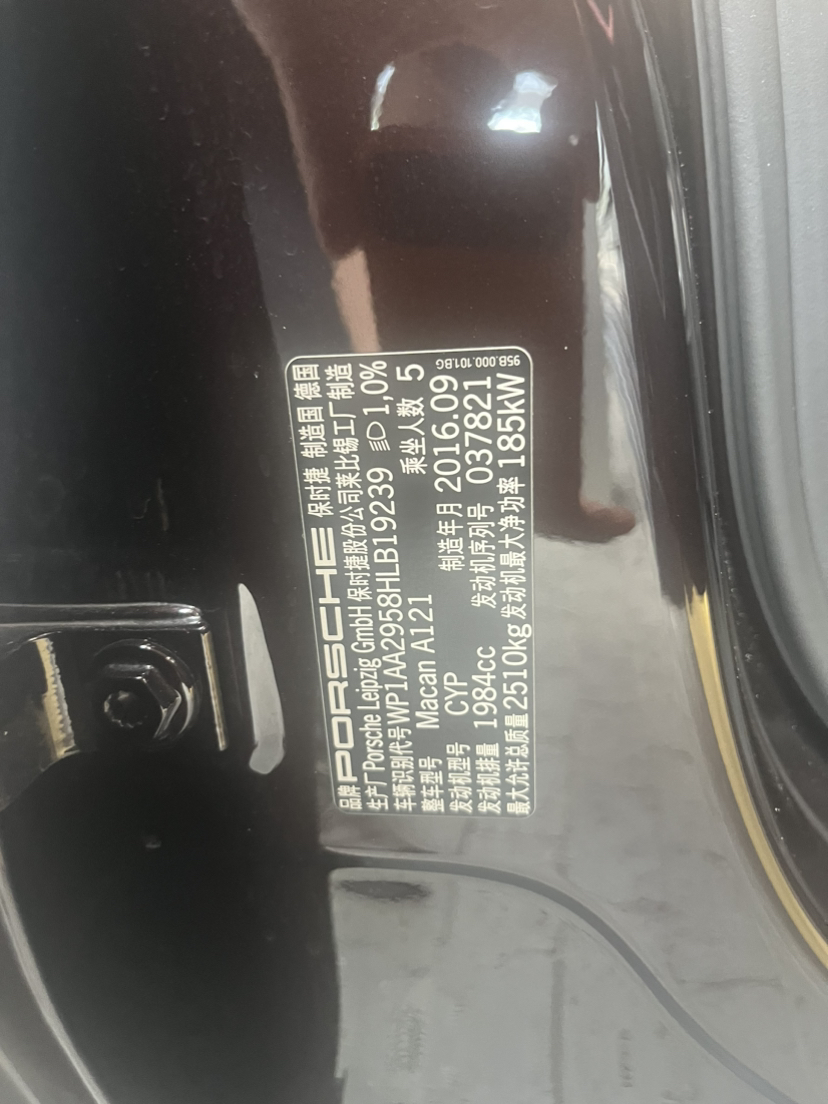 品牌 PORSCHE 保时捷 制造国 德国
生产厂 Porsche Leipzig GmbH 保时捷股份公司莱比锡工厂制造
车辆识别代号 WP1AA2958HLB19239 1,0%
整车型号 Macan A121 乘坐人数 5
发动机型号 CYP 制造年月 2016.09
发动机排量 1984cc 发动机序列号 037821
最大允许总质量 2510kg 发动机最大净功率 185kW
95B.000.101.BG